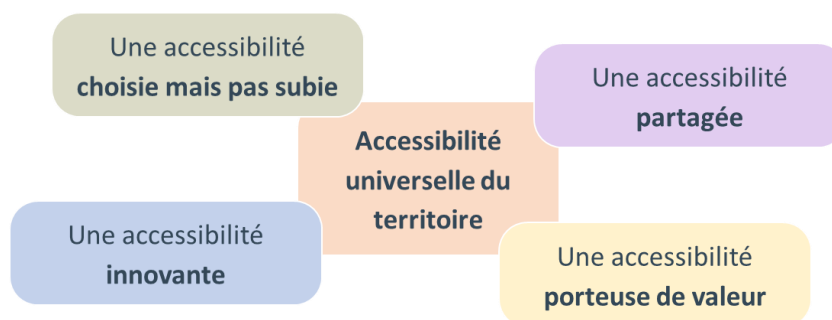 Une accessibilité
choisie mais pas subie
Une accessibilité
partagée
Accessibilité
universelle du
territoire
Une accessibilité
innovante
Une accessibilité
porteuse de valeur